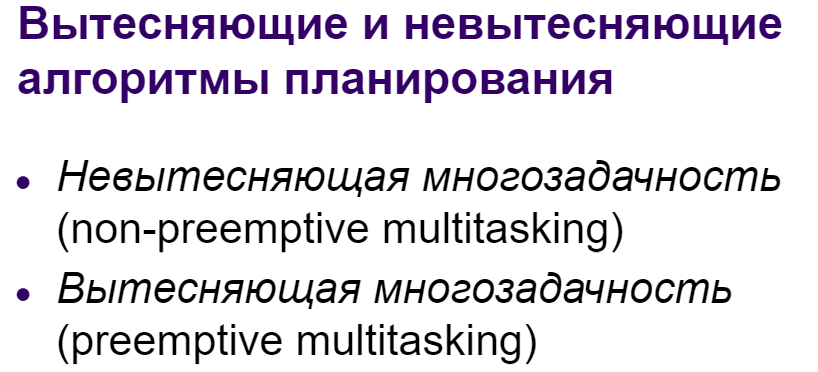 Вытесняющие и невытесняющие
алгоритмы планирования
• Невытесняющая многозадачность
(non-preemptive multitasking)
• Вытесняющая многозадачность
(preemptive multitasking)